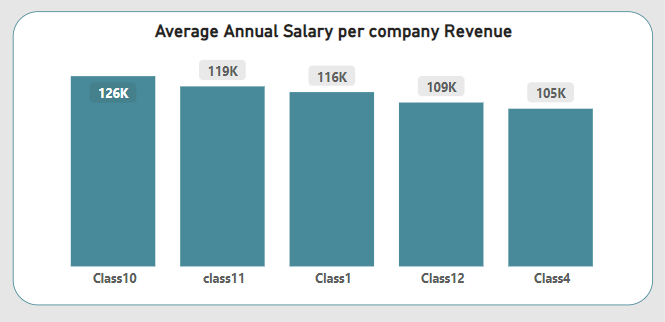 Average Annual Salary per company Revenue
126K
119K
116K
109K
105K
Class10
class11
Class1
Class12
Class4